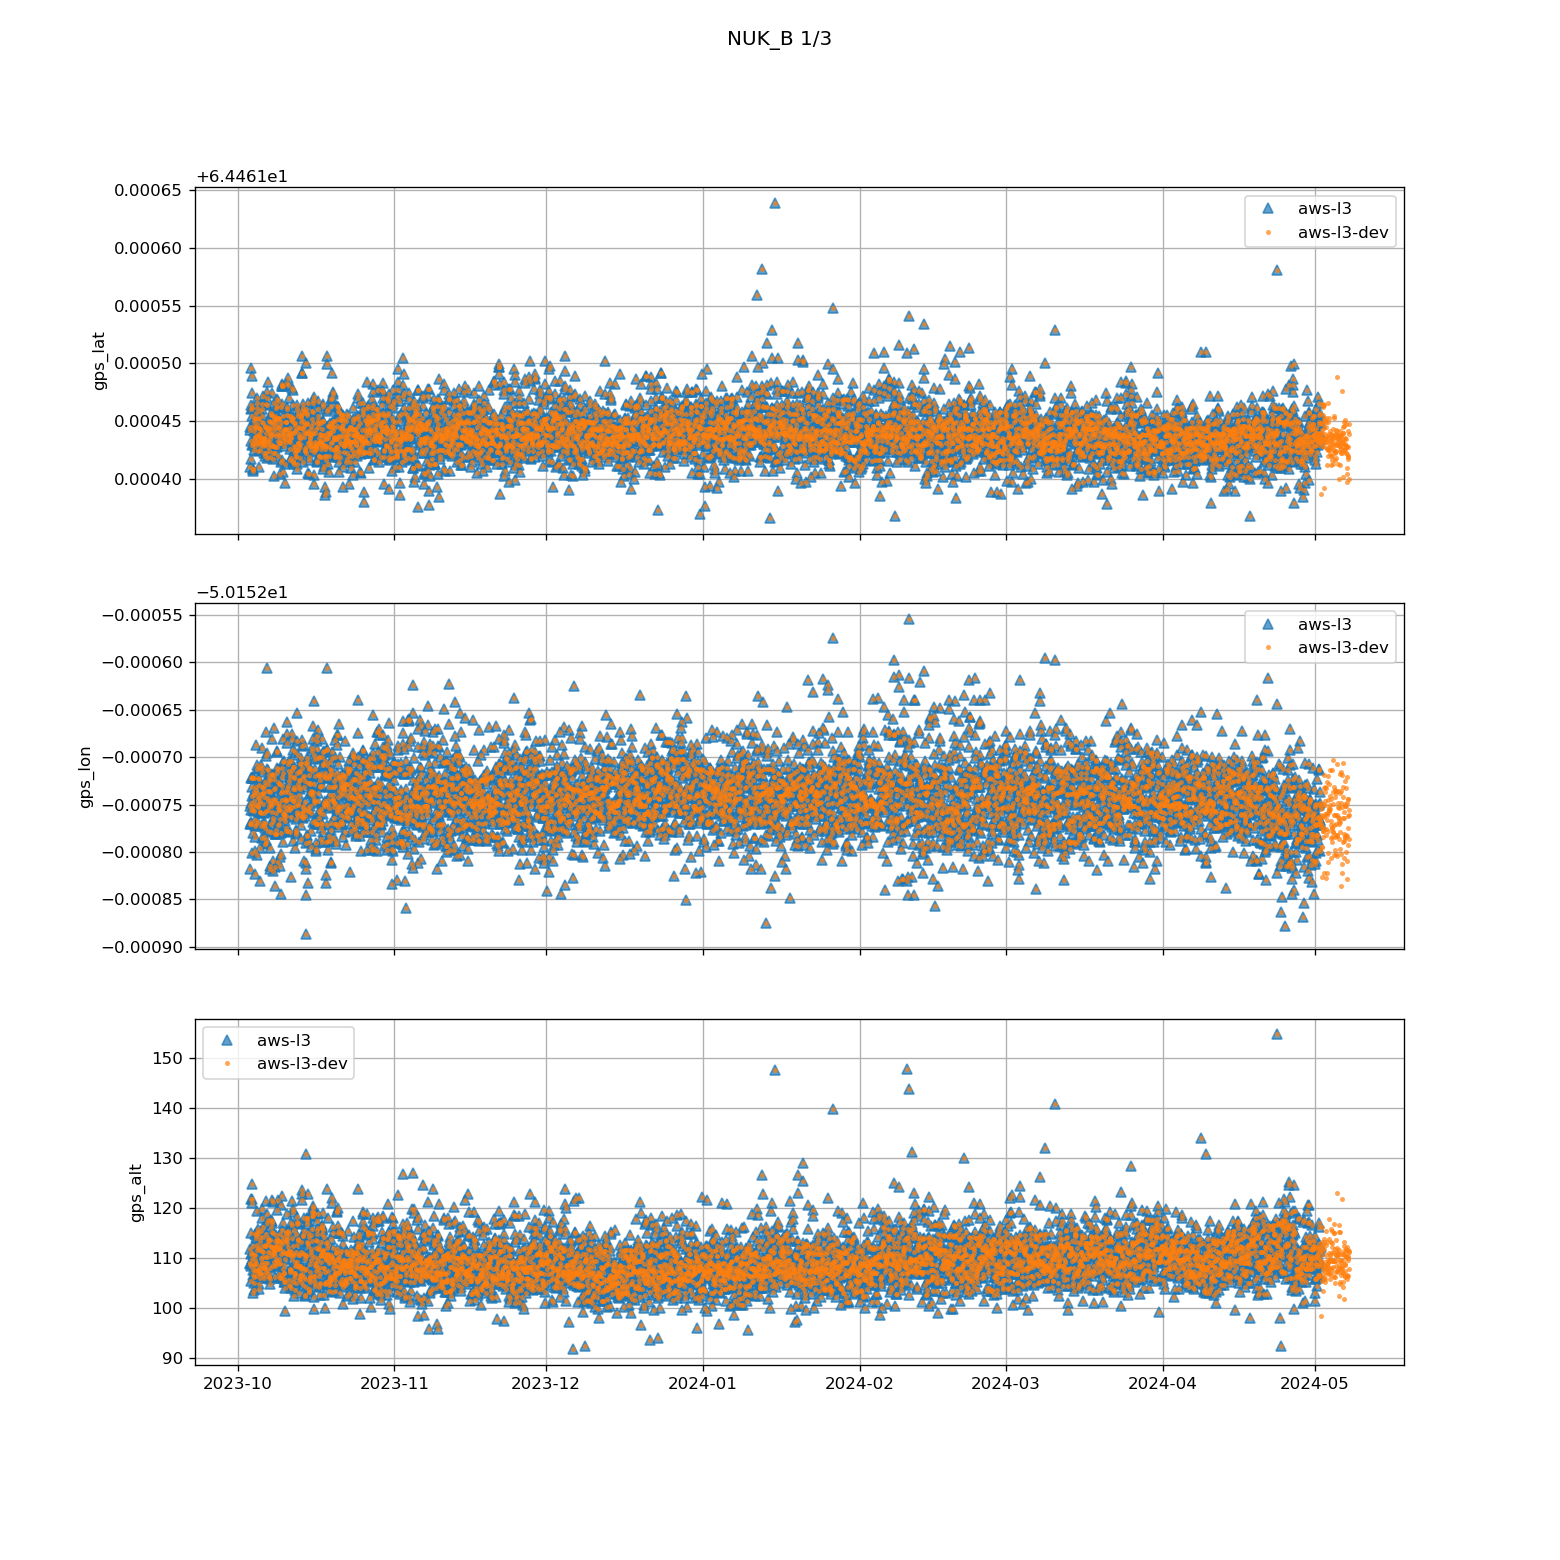 NUK_B 1/3
+6.4461e1
0.00065
0.00060
0.00055
0.00050
0.00045
0.00040
gps_lat
aws-l3
aws-l3-dev
−5.0152e1
−0.00055
−0.00060
−0.00065
−0.00070
−0.00075
−0.00080
−0.00085
−0.00090
gps_lon
aws-l3
aws-l3-dev
150
140
130
120
110
100
90
gps_alt
aws-l3
aws-l3-dev
2023-10 2023-11 2023-12 2024-01 2024-02 2024-03 2024-04 2024-05